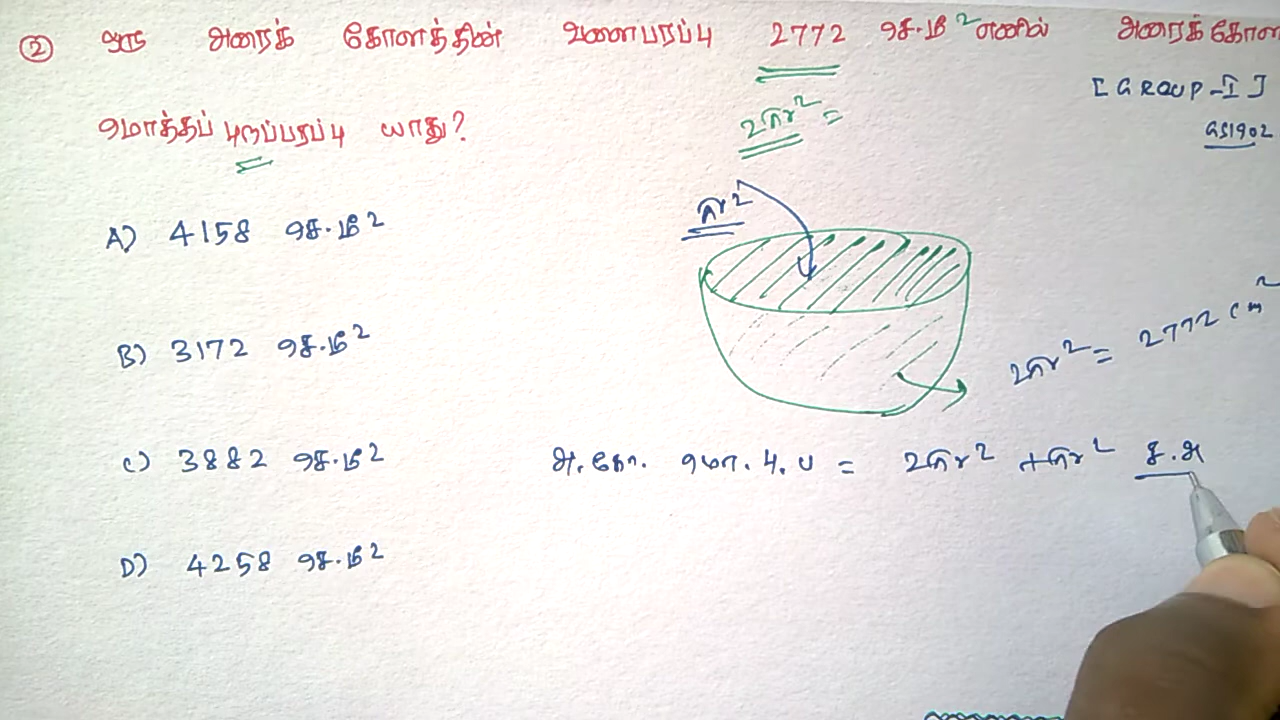 ② ஒரு அரைக் கோளத்தின் வளைபரப்பு 2772 செ.மீ² எனில் அரைக்கோள
[GROUP-I]
மொத்தப் புறப்பரப்பு யாது?
2πr² =
GS1902
A) 4158 செ.மீ²
πr²
B) 3172 செ.மீ²
2πr² = 2772 cm²
C) 3882 செ.மீ²
அ.கோ. மொ.பு.ப = 2πr² + πr² ச.அ
D) 4258 செ.மீ²